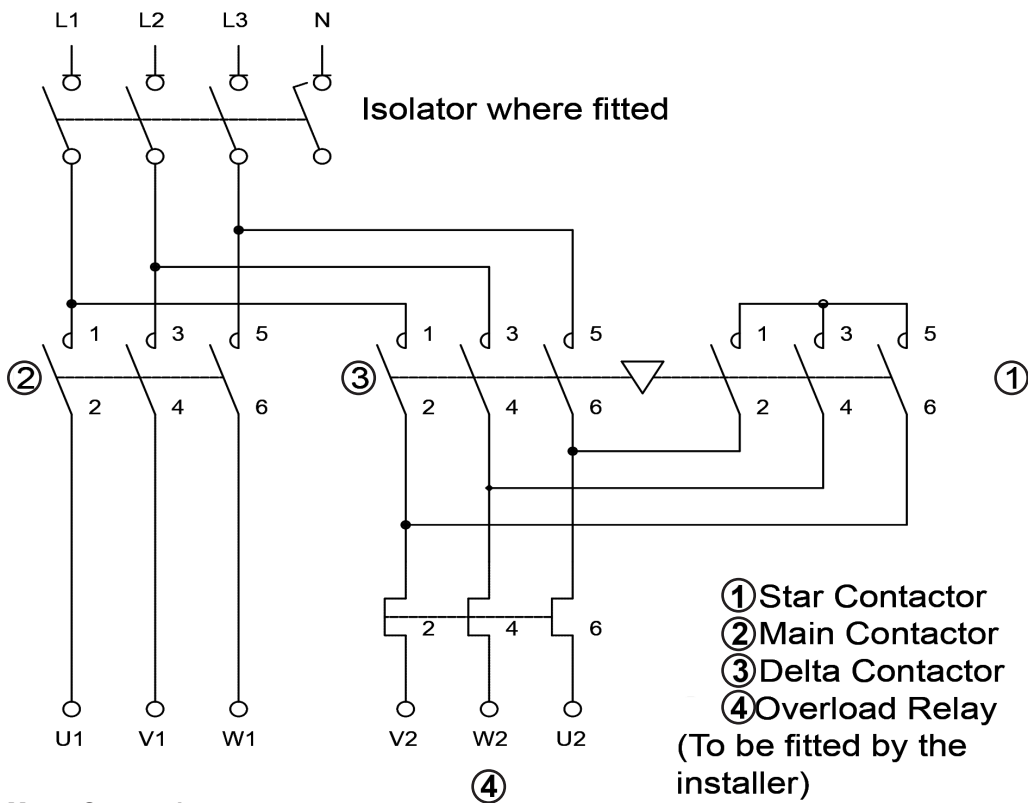 L1 L2 L3 N
Isolator where fitted
1 3 5 1 3 5 1 3 5
② ③ ①
2 4 6 2 4 6 2 4 6
①Star Contactor
②Main Contactor
③Delta Contactor
④Overload Relay
(To be fitted by the
installer)
2 4 6
U1 V1 W1 V2 W2 U2
④